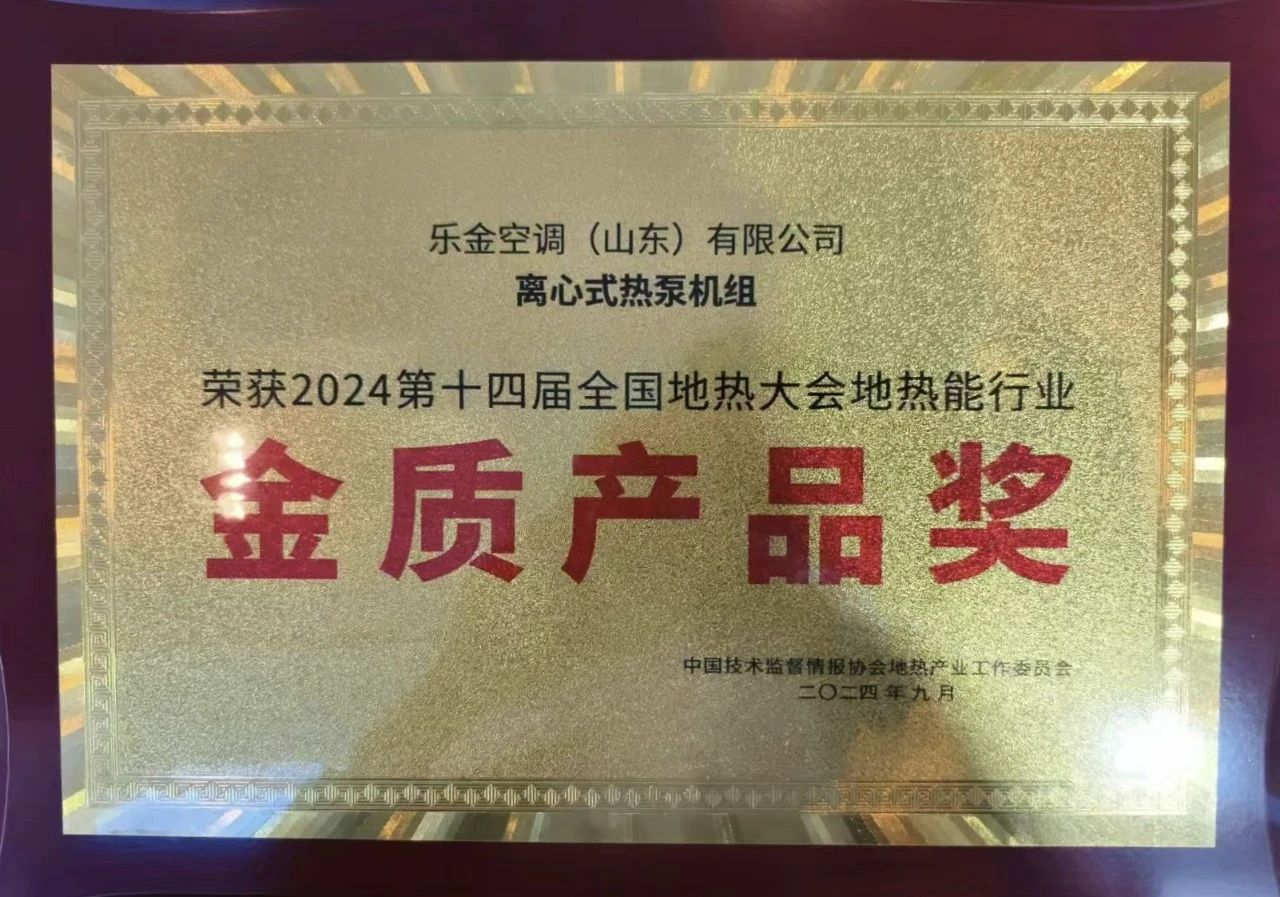 乐金空调（山东）有限公司
离心式热泵机组
荣获2024第十四届全国地热大会地热能行业
金质产品奖
中国技术监督情报协会地热产业工作委员会
二〇二四年九月